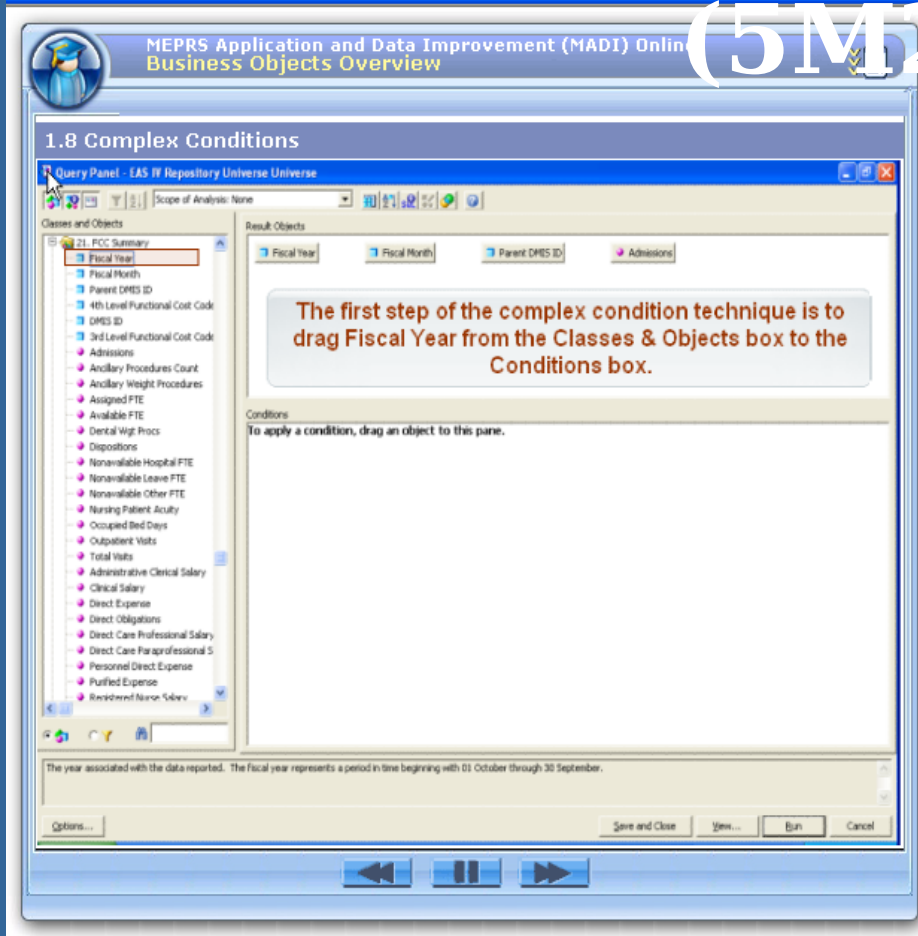 (5M2
MEPRS Application and Data Improvement (MADI) Onlin
Business Objects Overview
1.8 Complex Conditions
Query Panel - EAS IV Repository Universe Universe
Scope of Analysis: None
Classes and Objects
21. FCC Summary
Fiscal Year
Fiscal Month
Parent DMIS ID
4th Level Functional Cost Code
DMIS ID
3rd Level Functional Cost Code
Admissions
Ancillary Procedures Count
Ancillary Weight Procedures
Assigned FTE
Available FTE
Dental Wgt Procs
Dispositions
Nonavailable Hospital FTE
Nonavailable Leave FTE
Nonavailable Other FTE
Nursing Patient Acuity
Occupied Bed Days
Outpatient Visits
Total Visits
Administrative Clerical Salary
Clinical Salary
Direct Expense
Direct Obligations
Direct Care Professional Salary
Direct Care Paraprofessional S
Personnel Direct Expense
Purified Expense
Registered Nurse Salary
Result Objects
Fiscal Year
Fiscal Month
Parent DMIS ID
Admissions
The first step of the complex condition technique is to
drag Fiscal Year from the Classes & Objects box to the
Conditions box.
Conditions
To apply a condition, drag an object to this pane.
The year associated with the data reported. The fiscal year represents a period in time beginning with 01 October through 30 September.
Options...
Save and Close
View...
Run
Cancel